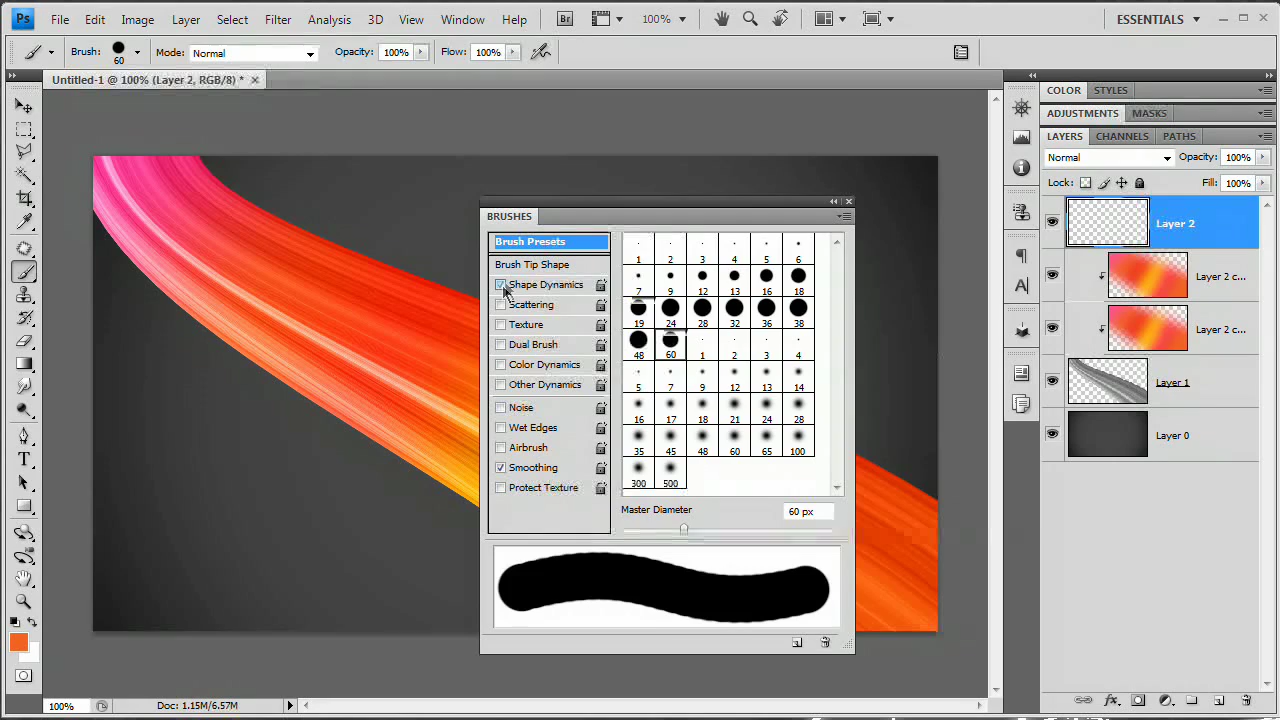 Ps File Edit Image Layer Select Filter Analysis 3D View Window Help Br 100% ESSENTIALS
Brush: 60 Mode: Normal Opacity: 100% Flow: 100%
Untitled-1 @ 100% (Layer 2, RGB/8) *
COLOR STYLES
ADJUSTMENTS MASKS
LAYERS CHANNELS PATHS
Normal Opacity: 100%
Lock: Fill: 100%
Layer 2
Layer 2 c...
Layer 2 c...
Layer 1
Layer 0
BRUSHES
Brush Presets
Brush Tip Shape
Shape Dynamics
Scattering
Texture
Dual Brush
Color Dynamics
Other Dynamics
Noise
Wet Edges
Airbrush
Smoothing
Protect Texture
1 2 3 4 5 6
7 9 12 13 16 18
19 24 28 32 36 38
48 60 1 2 3 4
5 7 9 12 13 14
16 17 18 21 24 28
35 45 48 60 65 100
300 500
Master Diameter 60 px
T
A
fx
100% Doc: 1.15M/6.57M